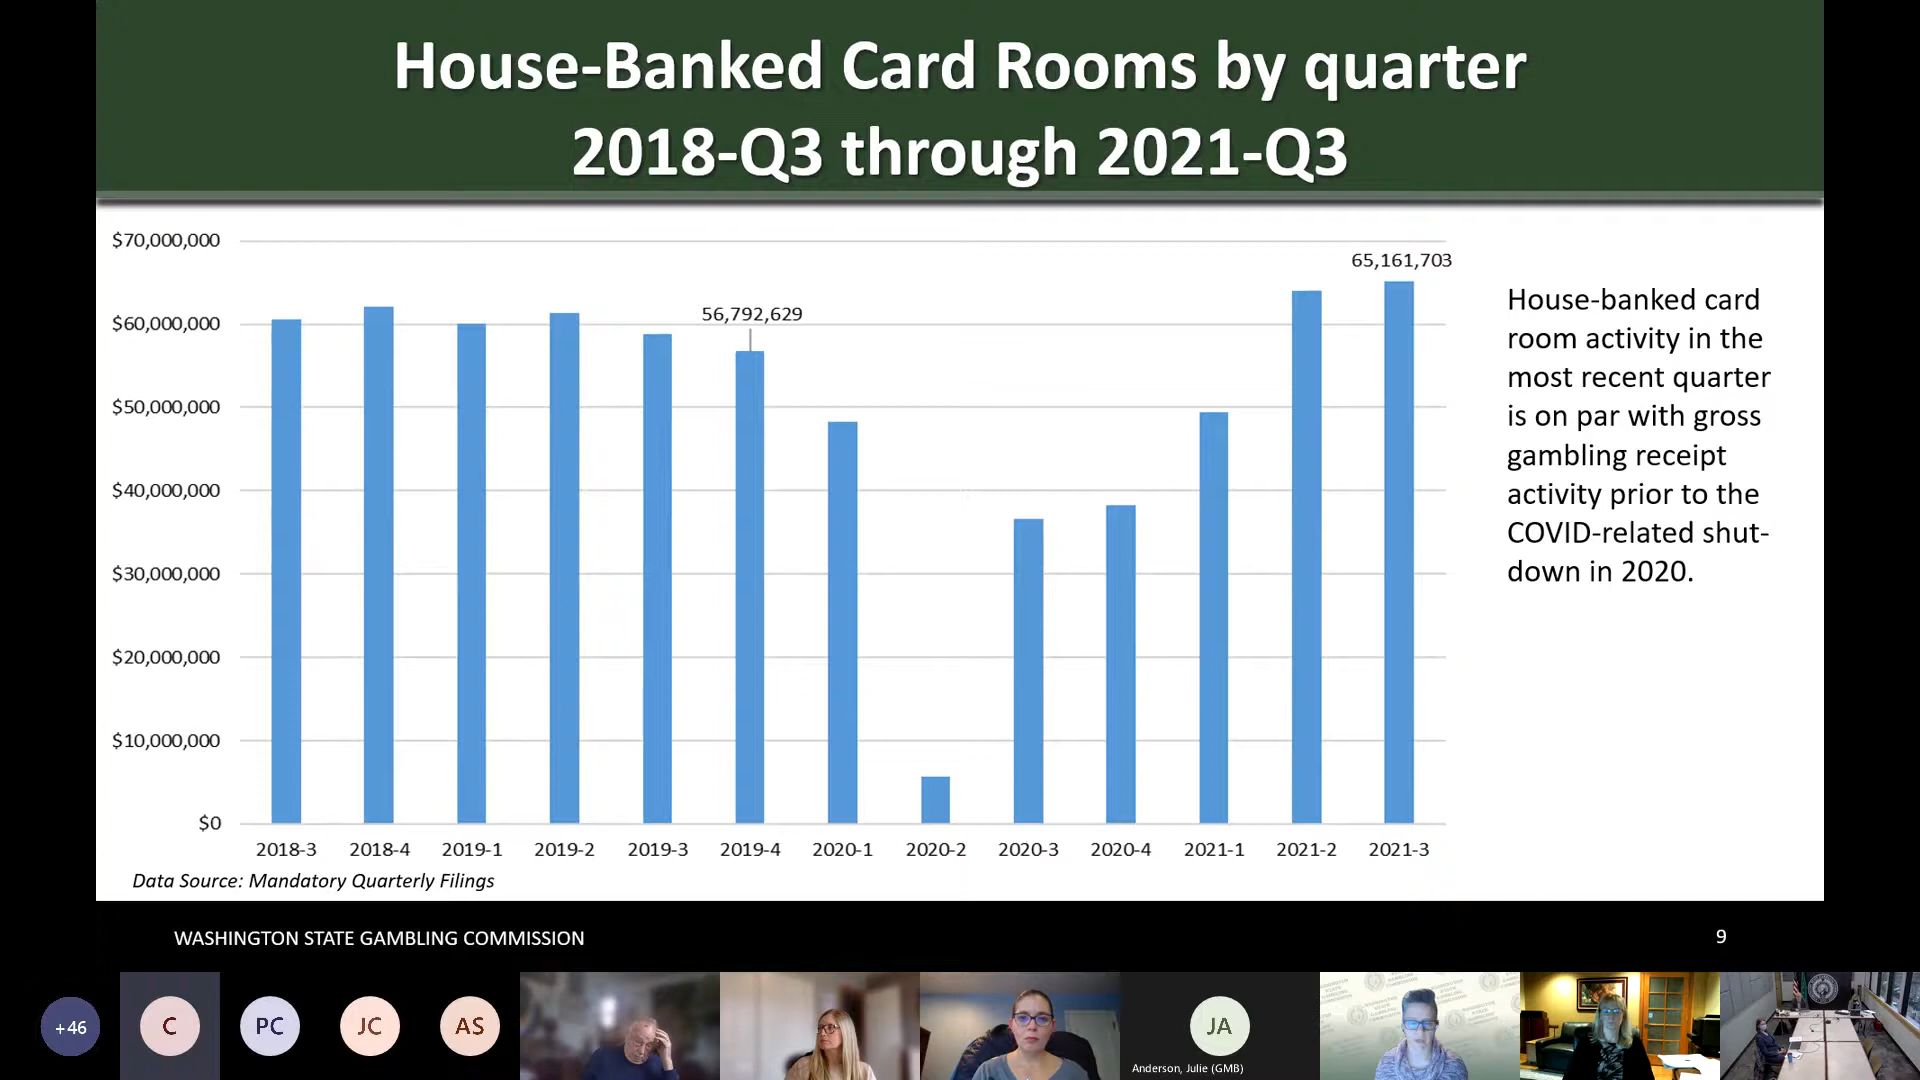 House-Banked Card Rooms by quarter
2018-Q3 through 2021-Q3
$70,000,000
$60,000,000
$50,000,000
$40,000,000
$30,000,000
$20,000,000
$10,000,000
$0
56,792,629
65,161,703
2018-3 2018-4 2019-1 2019-2 2019-3 2019-4 2020-1 2020-2 2020-3 2020-4 2021-1 2021-2 2021-3
Data Source: Mandatory Quarterly Filings
House-banked card
room activity in the
most recent quarter
is on par with gross
gambling receipt
activity prior to the
COVID-related shut-
down in 2020.
WASHINGTON STATE GAMBLING COMMISSION
9
+46
C
PC
JC
AS
JA
Anderson, Julie (GMB)